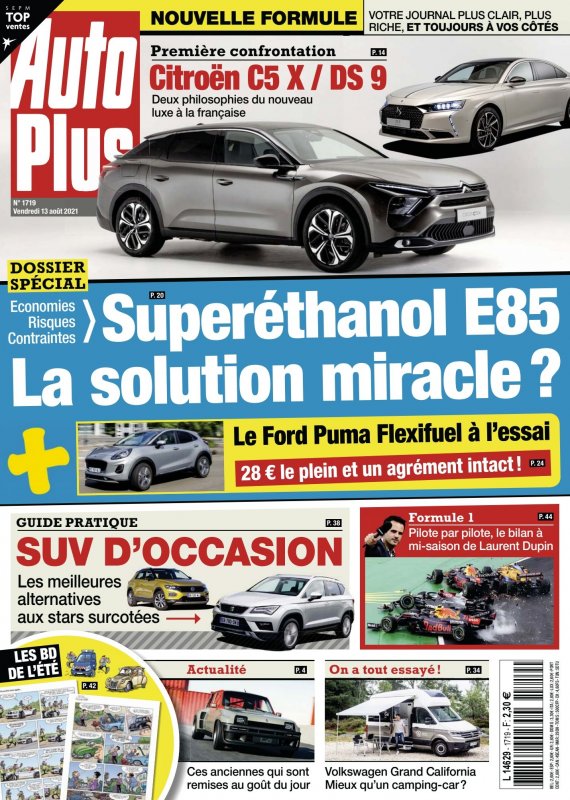 SEPM
TOP
ventes
NOUVELLE FORMULE
VOTRE JOURNAL PLUS CLAIR, PLUS
RICHE, ET TOUJOURS À VOS CÔTÉS
Auto
Plus
N° 1719
Vendredi 13 août 2021
Première confrontation
P. 14
Citroën C5 X / DS 9
Deux philosophies du nouveau
luxe à la française
DOSSIER
SPÉCIAL
Economies
Risques
Contraintes
P. 20
Superéthanol E85
La solution miracle ?
+
Le Ford Puma Flexifuel à l'essai
28 € le plein et un agrément intact ! P. 24
GUIDE PRATIQUE
P. 38
SUV D'OCCASION
Les meilleures
alternatives
aux stars surcotées
Formule 1
P. 44
Pilote par pilote, le bilan à
mi-saison de Laurent Dupin
Red Bull
LES BD
DE L'ÉTÉ
P. 42
Actualité
P. 4
Ces anciennes qui sont
remises au goût du jour
On a tout essayé !
P. 34
Volkswagen Grand California
Mieux qu'un camping-car ?
L 14629 - 1719 - F: 2,30 €